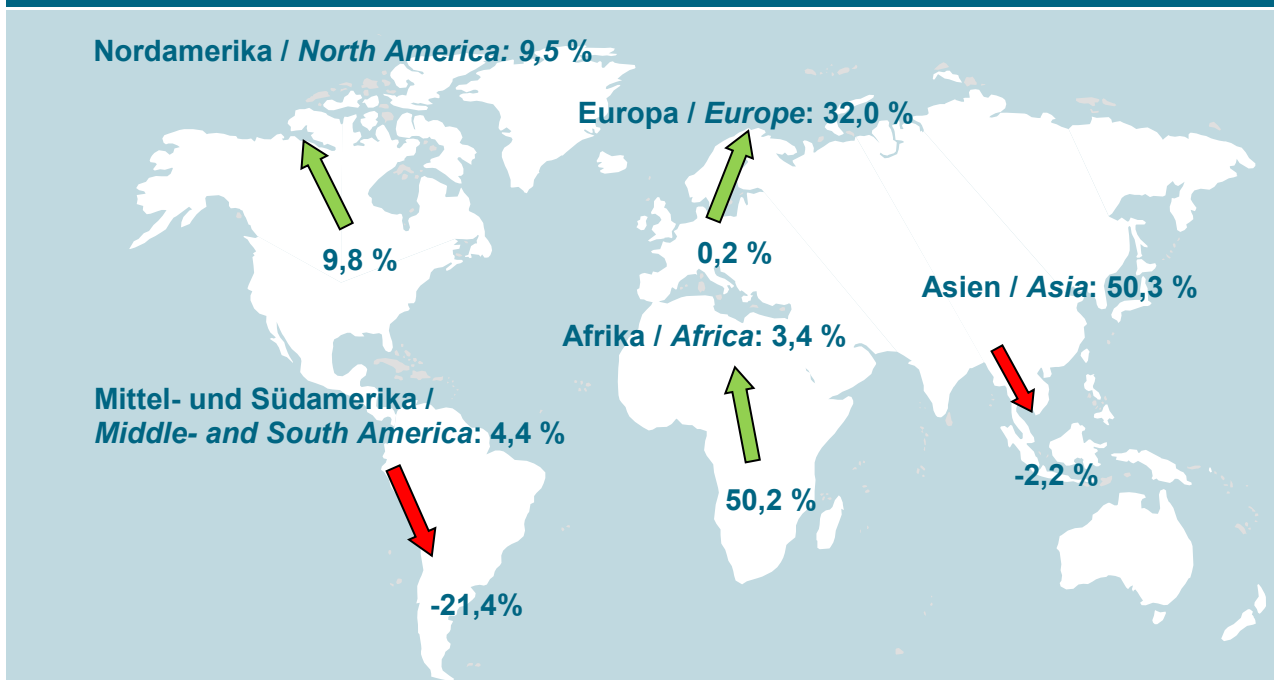 Nordamerika / North America: 9,5 %
Europa / Europe: 32,0 %
9,8 %
0,2 %
Asien / Asia: 50,3 %
Afrika / Africa: 3,4 %
Mittel- und Südamerika /
Middle- and South America: 4,4 %
-2,2 %
50,2 %
-21,4%